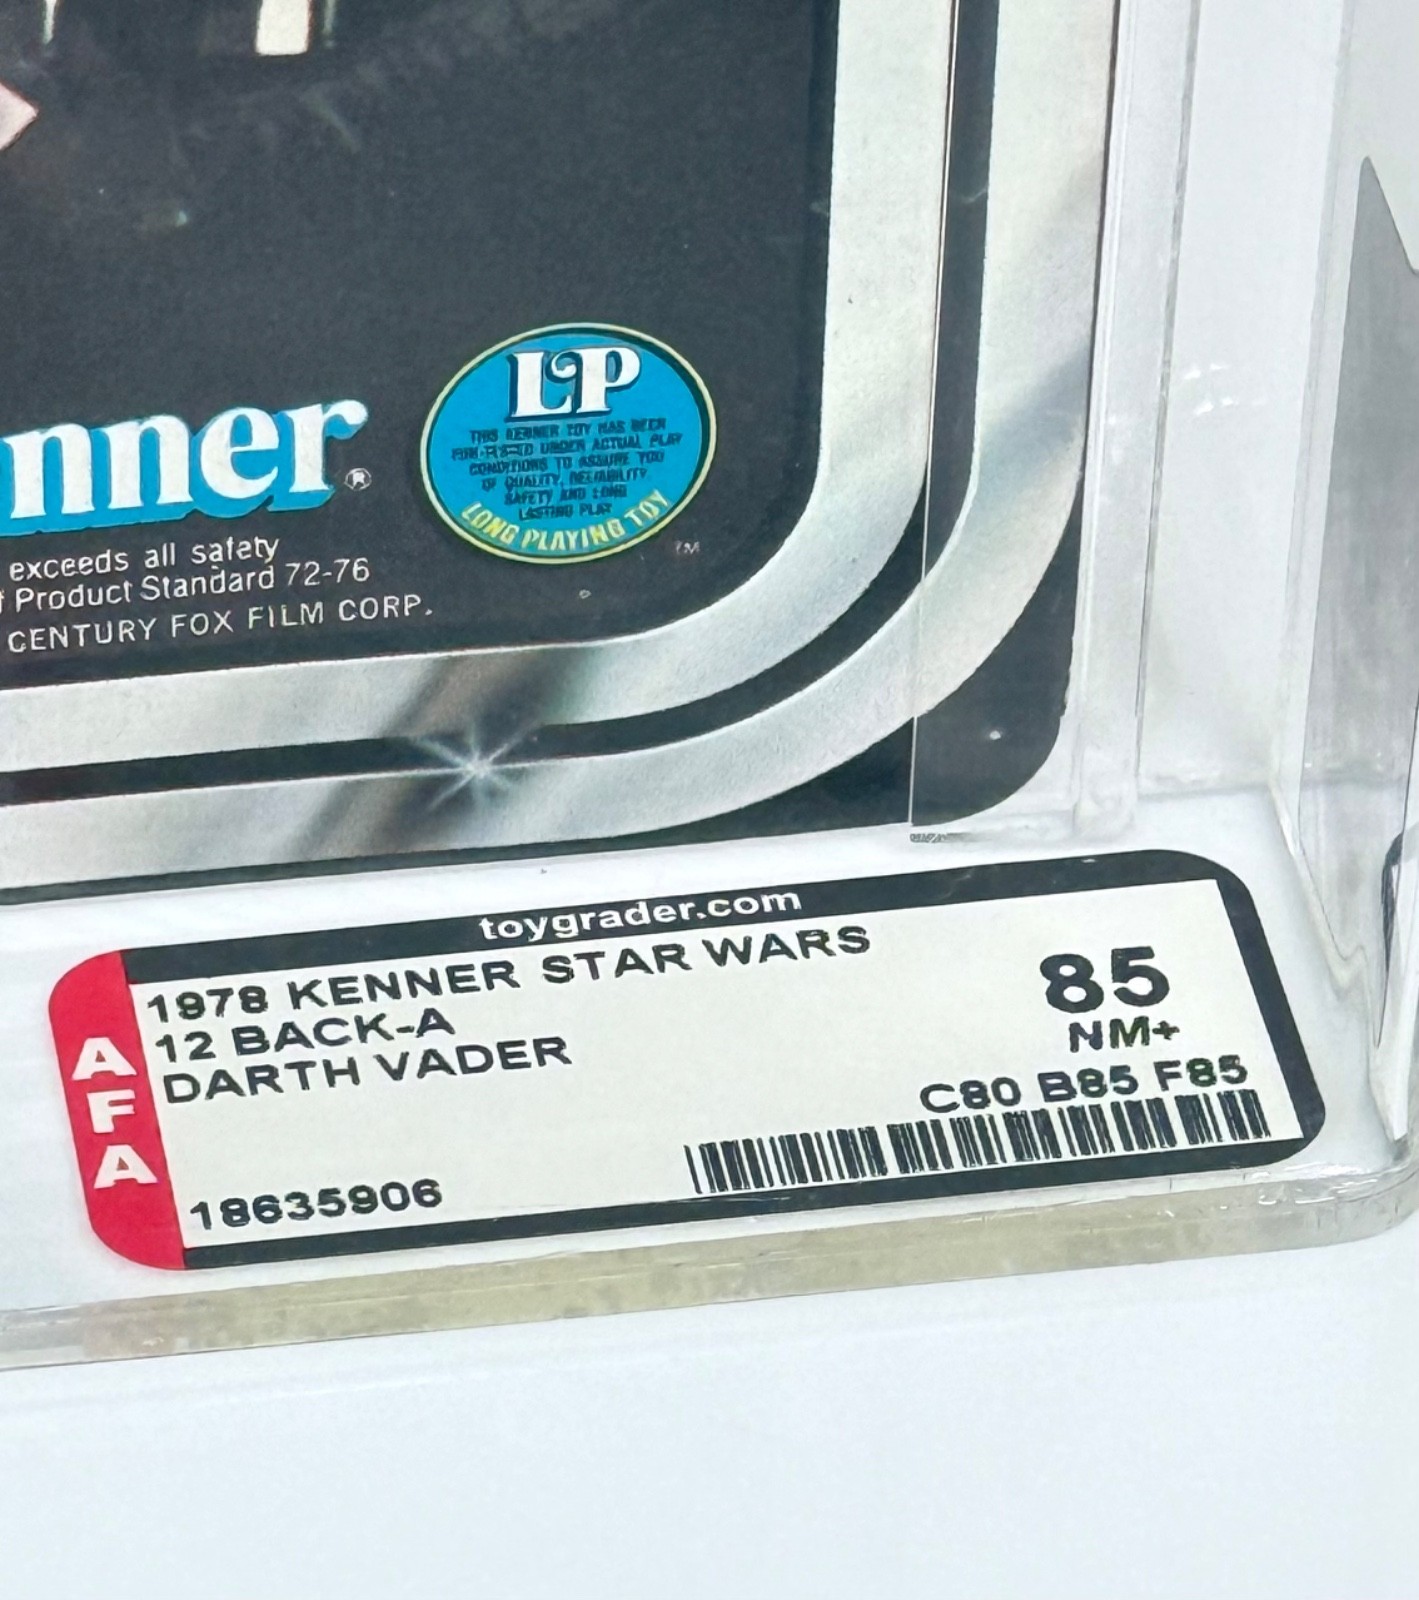 nner®
LP
THIS KENNER TOY HAS BEEN
FUN-TESTED UNDER ACTUAL PLAY
CONDITIONS TO ASSURE YOU
OF QUALITY, RELIABILITY,
SAFETY AND LONG
LASTING PLAY
LONG PLAYING TOY
TM
exceeds all safety
Product Standard 72-76
CENTURY FOX FILM CORP.
toygrader.com
AFA
1978 KENNER STAR WARS
12 BACK-A
DARTH VADER
85
NM+
C80 B85 F85
18635906